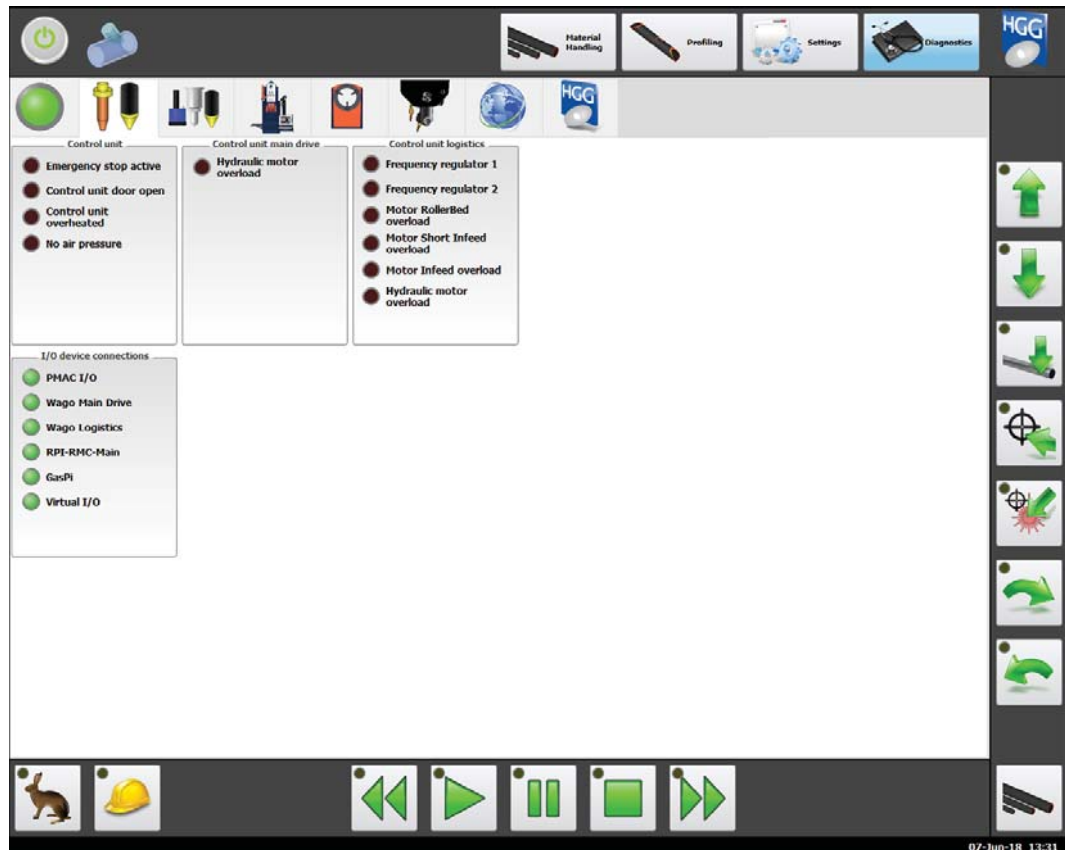 Material
Handling
Profiling
Settings
Diagnostics
HGG
HGG
S
Control unit
Emergency stop active
Control unit door open
Control unit
overheated
No air pressure
Control unit main drive
Hydraulic motor
overload
Control unit logistics
Frequency regulator 1
Frequency regulator 2
Motor RollerBed
overload
Motor Short Infeed
overload
Motor Infeed overload
Hydraulic motor
overload
I/O device connections
PMAC I/O
Wago Main Drive
Wago Logistics
RPI-RMC-Main
GasPi
Virtual I/O
07-Jun-18 13:31